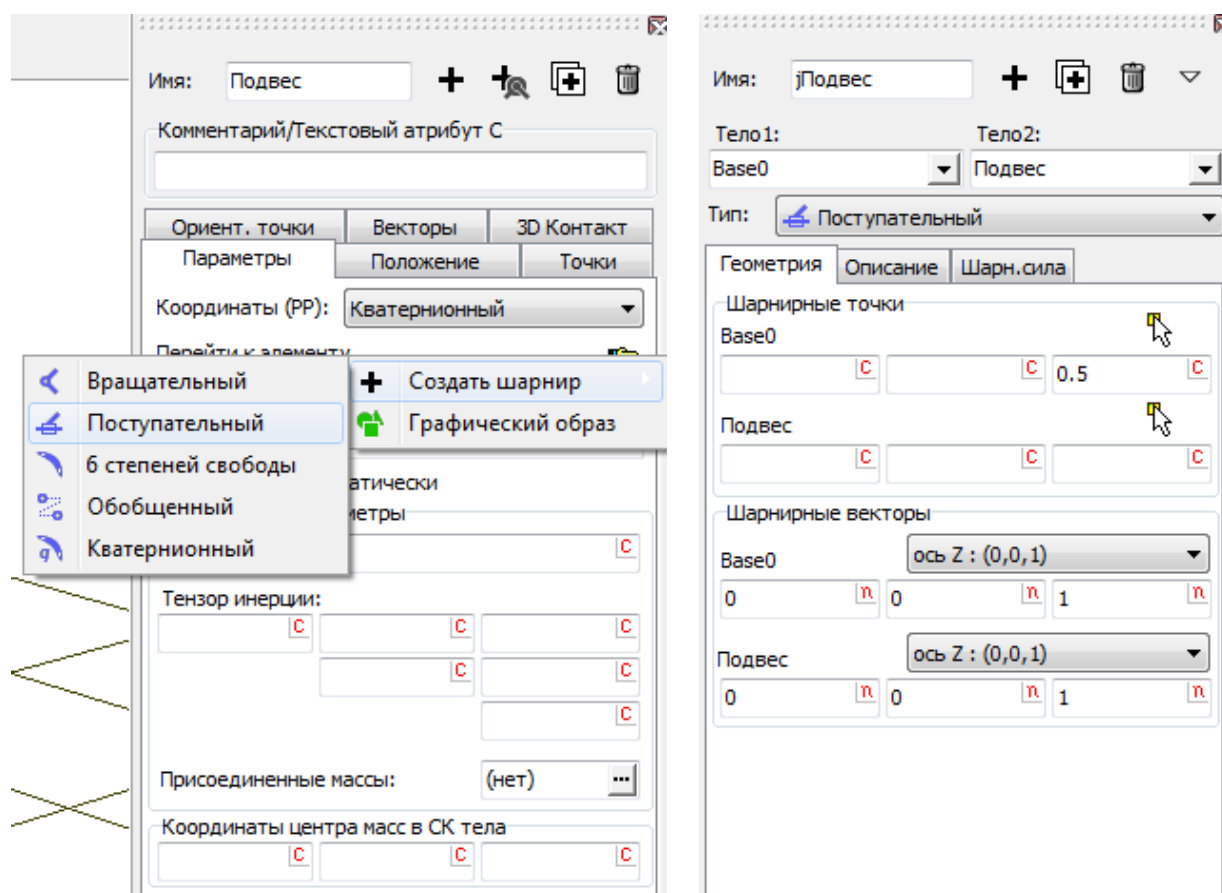 Имя: Подвес
Комментарий/Текстовый атрибут C
Ориент. точки Векторы 3D Контакт
Параметры Положение Точки
Координаты (PP): Кватернионный
Перейти к элементу
Создать шарнир
Графический образ
Вращательный
Поступательный
6 степеней свободы
Обобщенный
q Кватернионный
атически
метры
C
Тензор инерции:
C C C
C C
C
Присоединенные массы: (нет) ...
Координаты центра масс в СК тела
C C C
Имя: jПодвес
Тело1: Тело2:
Base0 Подвес
Тип: Поступательный
Геометрия Описание Шарн.сила
Шарнирные точки
Base0
C C 0.5 C
Подвес
C C C
Шарнирные векторы
Base0 ось Z : (0,0,1)
0 n 0 n 1 n
Подвес ось Z : (0,0,1)
0 n 0 n 1 n